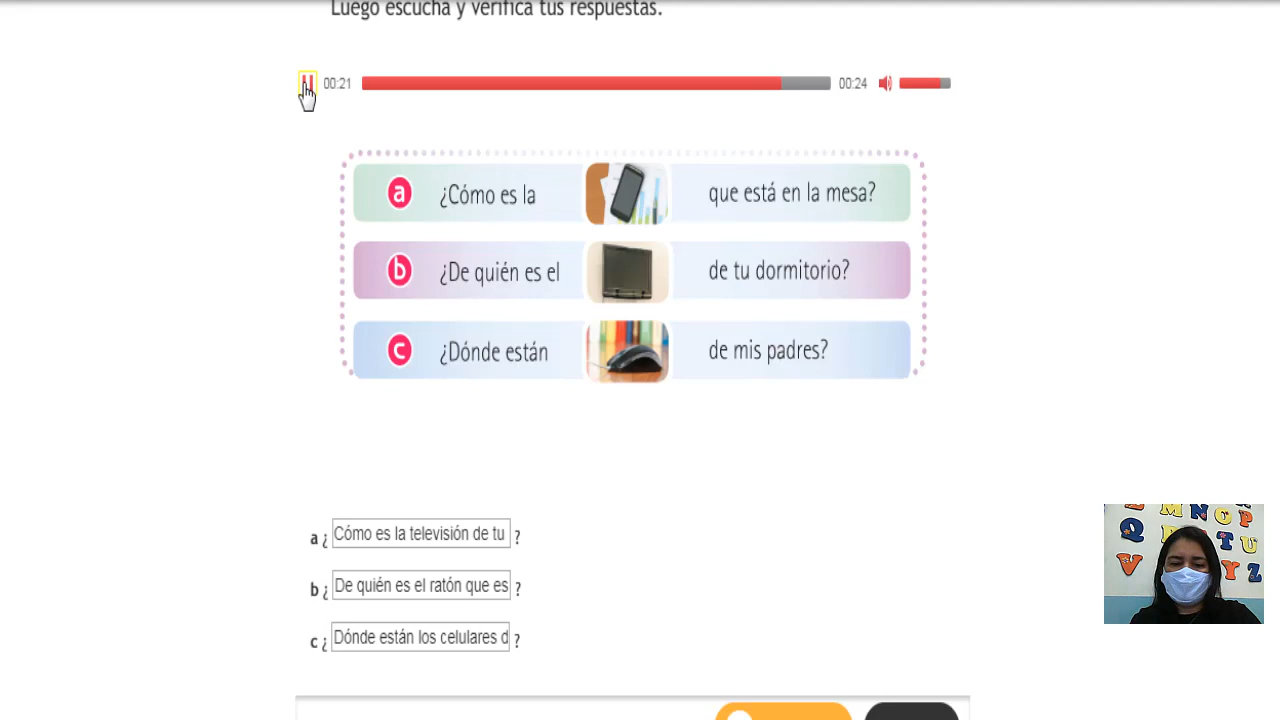 Luego escucha y verifica tus respuestas.
00:21 00:24
a ¿Cómo es la que está en la mesa?
b ¿De quién es el de tu dormitorio?
c ¿Dónde están de mis padres?
a ¿ Cómo es la televisión de tu ?
b ¿ De quién es el ratón que es ?
c ¿ Dónde están los celulares d ?
M N G P
Q T U
V Y Z